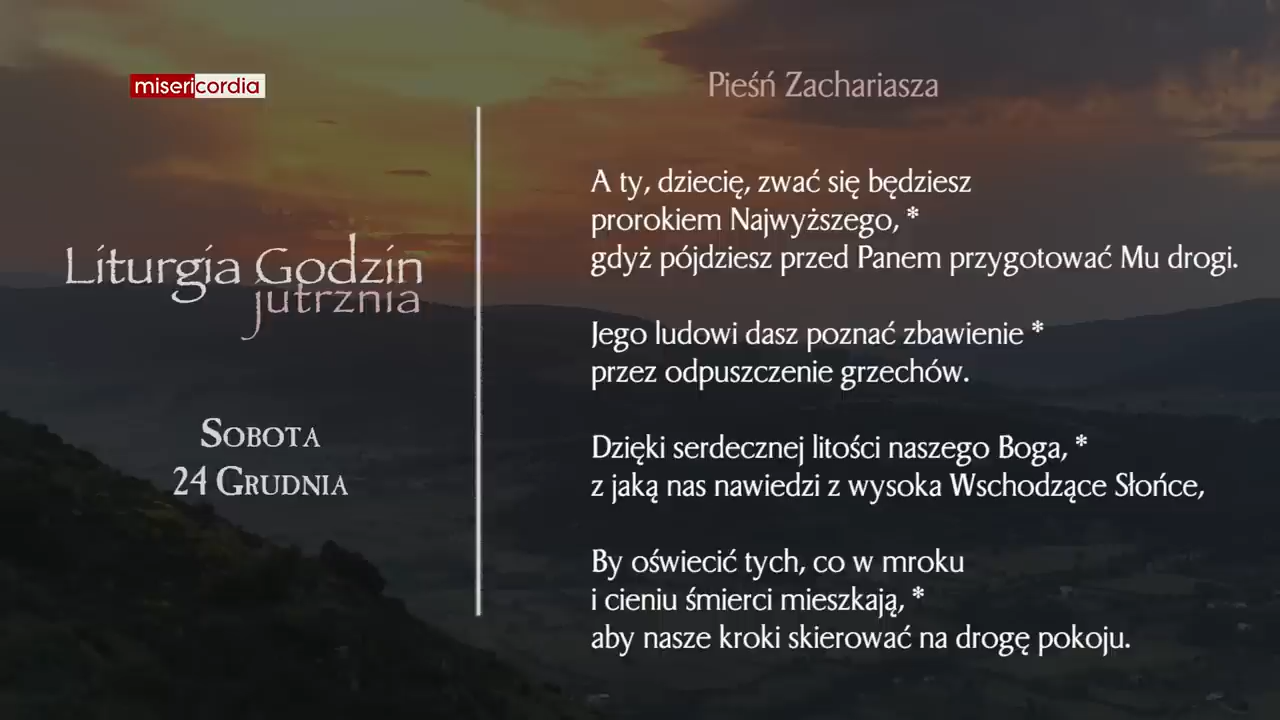 misericordia
Liturgia Godzin
jutrznia
Sobota
24 Grudnia
Pieśń Zachariasza
A ty, dziecię, zwać się będziesz
prorokiem Najwyższego, *
gdyż pójdziesz przed Panem przygotować Mu drogi.
Jego ludowi dasz poznać zbawienie *
przez odpuszczenie grzechów.
Dzięki serdecznej litości naszego Boga, *
z jaką nas nawiedzi z wysoka Wschodzące Słońce,
By oświecić tych, co w mroku
i cieniu śmierci mieszkają, *
aby nasze kroki skierować na drogę pokoju.